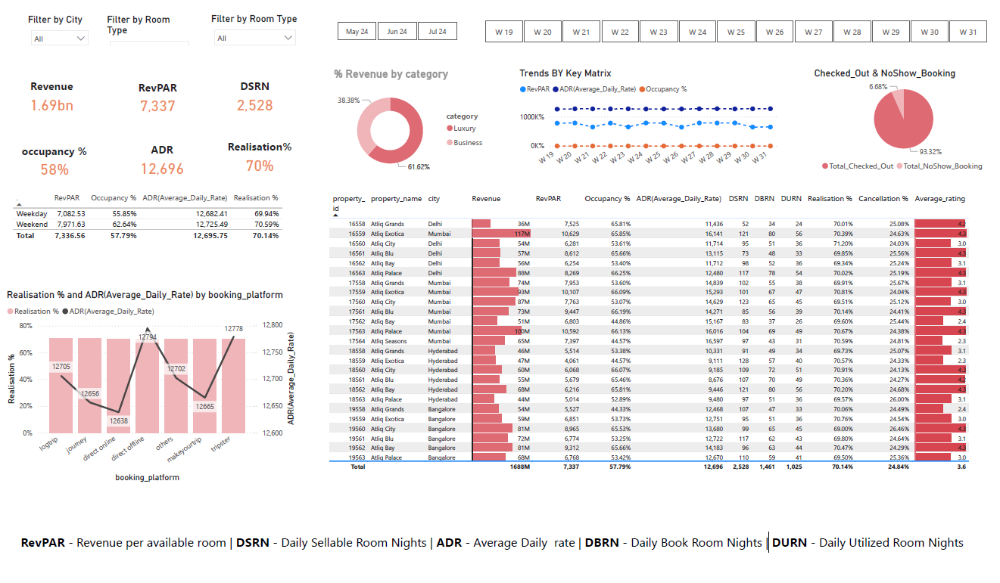 Filter by City
All
Filter by Room
Type
Filter by Room Type
All
May 24 Jun 24 Jul 24
W 19 W 20 W 21 W 22 W 23 W 24 W 25 W 26 W 27 W 28 W 29 W 30 W 31
Revenue
1.69bn
RevPAR
7,337
DSRN
2,528
occupancy %
58%
ADR
12,696
Realisation%
70%
% Revenue by category
38.38%
61.62%
category
Luxury
Business
Trends BY Key Matrix
RevPAR ADR(Average_Daily_Rate) Occupancy %
1000K%
0K%
W 19 W 20 W 21 W 22 W 23 W 24 W 25 W 26 W 27 W 28 W 29 W 30 W 31
Checked_Out & NoShow_Booking
6.68%
93.32%
Total_Checked_Out Total_NoShow_Booking
. RevPAR Occupancy % ADR(Average_Daily_Rate) Realisation %
Weekday 7,082.53 55.85% 12,682.41 69.94%
Weekend 7,971.63 62.64% 12,725.49 70.59%
Total 7,336.56 57.79% 12,695.75 70.14%
Realisation % and ADR(Average_Daily_Rate) by booking_platform
Realisation % ADR(Average_Daily_Rate)
Realisation %
80%
60%
40%
20%
0%
12705 12656 12638 12794 12702 12665 12778
12,800
12,750
12,700
12,650
12,600
ADR(Average_Daily_Rate)
logtrip journey direct online direct offline others makeyourtrip tripster
booking_platform
property_
id property_name city Revenue RevPAR Occupancy % ADR(Average_Daily_Rate) DSRN DBRN DURN Realisation % Cancellation % Average_rating
16558 Atliq Grands Delhi 36M 7,525 65.81% 11,436 52 34 24 70.01% 25.08% 4.2
16559 Atliq Exotica Mumbai 117M 10,629 65.85% 16,141 121 80 56 70.39% 24.63% 4.3
16560 Atliq City Delhi 54M 6,281 53.61% 11,714 95 51 36 71.20% 24.03% 3.0
16561 Atliq Blu Delhi 57M 8,612 65.66% 13,115 73 48 33 69.85% 25.56% 4.3
16562 Atliq Bay Delhi 56M 6,254 53.40% 11,712 98 52 36 69.34% 25.24% 3.1
16563 Atliq Palace Delhi 88M 8,269 66.25% 12,480 117 78 54 70.02% 25.19% 4.3
17558 Atliq Grands Mumbai 74M 7,953 53.60% 14,839 102 55 38 69.91% 25.67% 3.1
17559 Atliq Exotica Mumbai 93M 10,107 66.09% 15,293 101 67 47 70.81% 24.04% 4.3
17560 Atliq City Mumbai 87M 7,763 53.07% 14,629 123 65 45 69.51% 25.12% 3.0
17561 Atliq Blu Mumbai 73M 9,447 66.19% 14,271 85 56 39 70.14% 24.41% 4.3
17562 Atliq Bay Mumbai 51M 6,803 44.86% 15,167 83 37 26 69.60% 25.44% 2.4
17563 Atliq Palace Mumbai 100M 10,592 66.13% 16,016 104 69 49 70.67% 24.38% 4.3
17564 Atliq Seasons Mumbai 65M 7,397 44.57% 16,597 97 43 31 70.59% 24.81% 2.3
18558 Atliq Grands Hyderabad 46M 5,514 53.38% 10,331 91 49 34 69.73% 25.07% 3.1
18559 Atliq Exotica Hyderabad 47M 4,061 44.57% 9,111 128 57 40 70.57% 24.33% 2.3
18560 Atliq City Hyderabad 60M 6,068 66.07% 9,185 109 72 51 70.91% 24.13% 4.3
18561 Atliq Blu Hyderabad 56M 5,679 65.46% 8,676 107 70 49 70.36% 24.27% 4.2
18562 Atliq Bay Hyderabad 68M 6,216 65.81% 9,446 121 80 56 70.20% 24.68% 4.3
18563 Atliq Palace Hyderabad 44M 5,014 52.89% 9,480 97 51 36 69.57% 26.00% 3.1
19558 Atliq Grands Bangalore 54M 5,527 44.33% 12,468 107 47 33 70.06% 24.49% 2.4
19559 Atliq Exotica Bangalore 59M 6,851 53.73% 12,751 95 51 36 70.76% 24.54% 3.0
19560 Atliq City Bangalore 81M 8,965 65.53% 13,680 99 65 45 69.00% 26.46% 4.3
19561 Atliq Blu Bangalore 72M 6,774 53.25% 12,722 117 62 43 69.80% 24.64% 3.1
19562 Atliq Bay Bangalore 81M 9,312 65.66% 14,183 96 63 44 70.47% 24.29% 4.3
19563 Atliq Palace Bangalore 68M 6,768 53.42% 12,670 110 59 41 69.50% 25.36% 3.0
Total 1688M 7,337 57.79% 12,696 2,528 1,461 1,025 70.14% 24.84% 3.6
RevPAR - Revenue per available room | DSRN - Daily Sellable Room Nights | ADR - Average Daily rate | DBRN - Daily Book Room Nights | DURN - Daily Utilized Room Nights